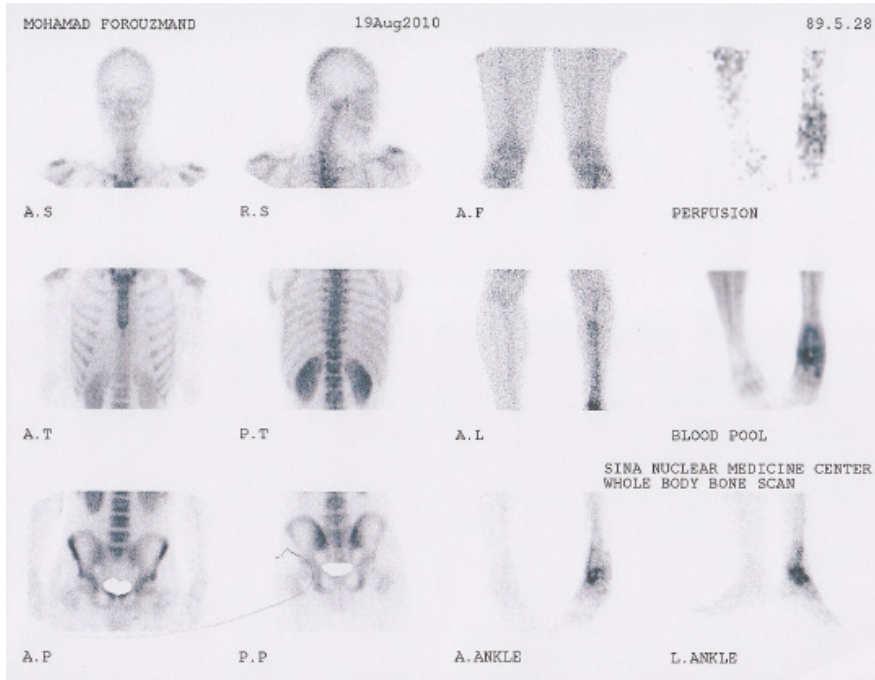 MOHAMAD FOROUZMAND 19Aug2010 89.5.28
A.S R.S A.F PERFUSION
A.T P.T A.L BLOOD POOL
SINA NUCLEAR MEDICINE CENTER
WHOLE BODY BONE SCAN
A.P P.P A.ANKLE L.ANKLE